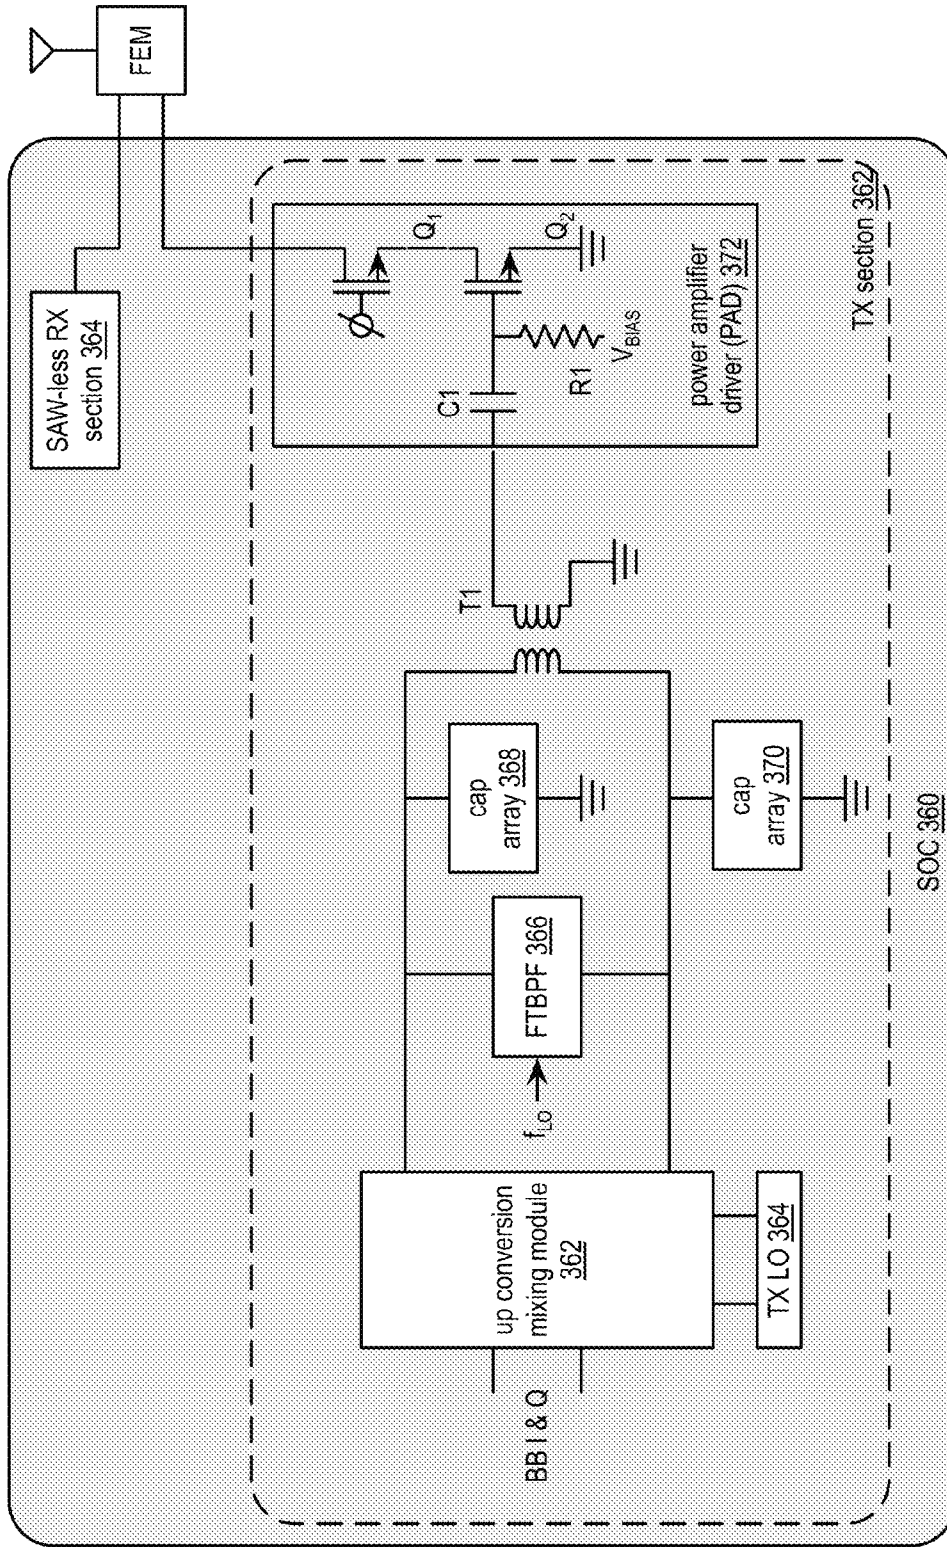 FEM
SAW-less RX
section 364
Q1
Q2
C1
R1
VBIAS
power amplifier
driver (PAD) 372
TX section 362
T1
cap
array 368
cap
array 370
FTBPF 366
fLO
up conversion
mixing module
362
TX LO 364
BB I & Q
SOC 360